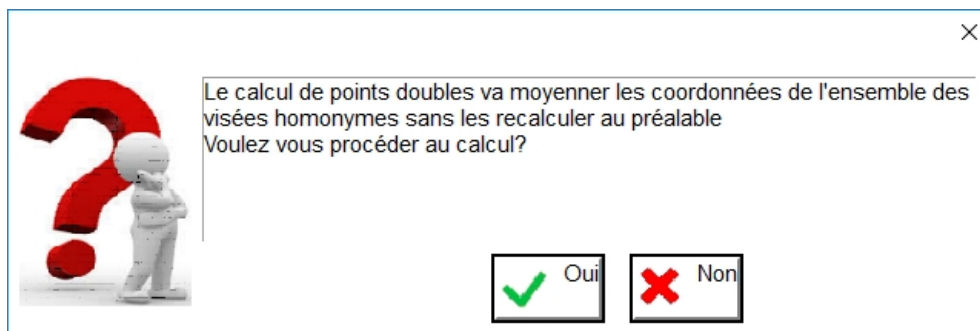 Le calcul de points doubles va moyenner les coordonnées de l'ensemble des
visées homonymes sans les recalculer au préalable
Voulez vous procéder au calcul?
Oui
Non